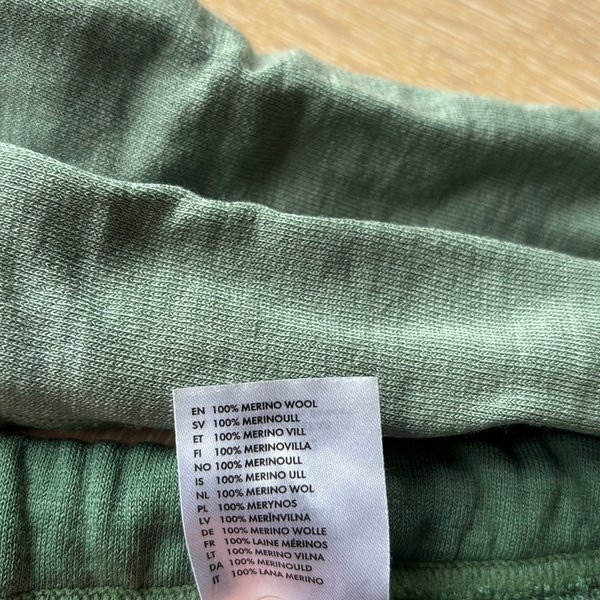 EN 100% MERINO WOOL
SV 100% MERINOULL
ET 100% MERINO VILL
FI 100% MERINOVILLA
NO 100% MERINOULL
IS 100% MERINO ULL
NL 100% MERINO WOL
PL 100% MERYNOS
LV 100% MERĪNVILNA
DE 100% MERINO WOLLE
FR 100% LAINE MÉRINOS
LT 100% MERINO VILNA
DA 100% MERINOULD
IT 100% LANA MERINO